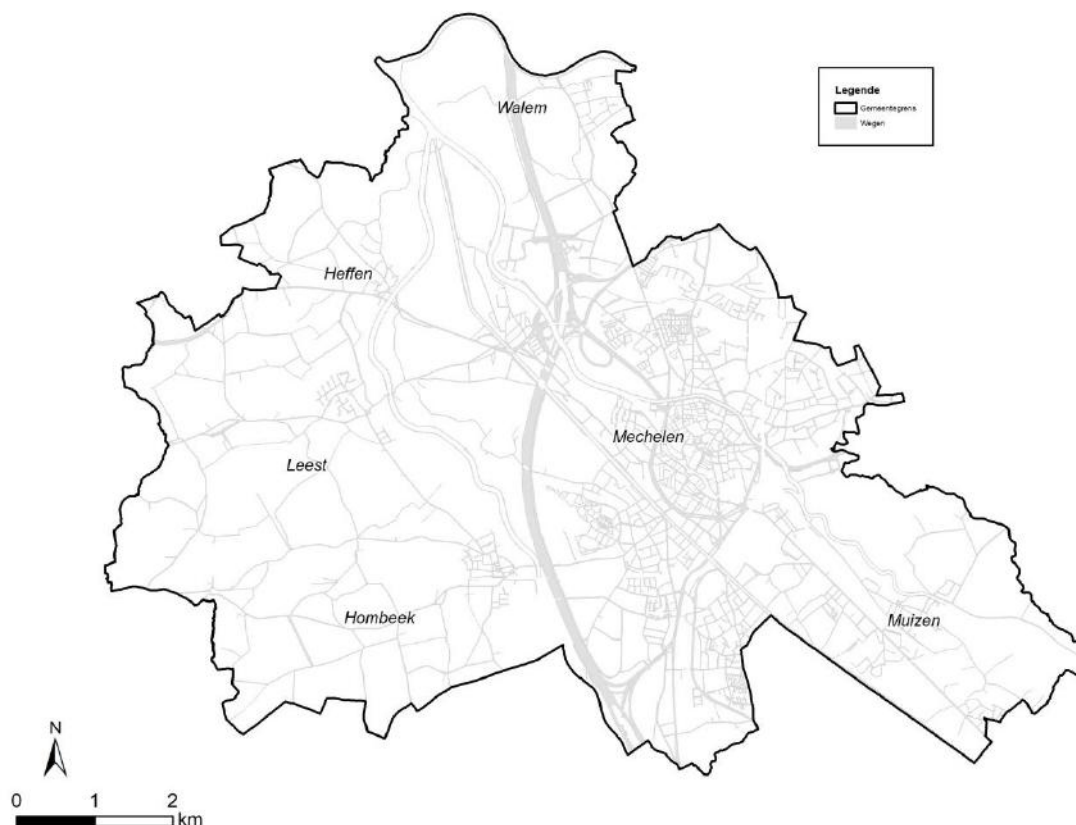 Walem
Legende
Gemeentegrens
Wegen
Heffen
Mechelen
Leest
Hombeek
Muizen
N
0 1 2
km